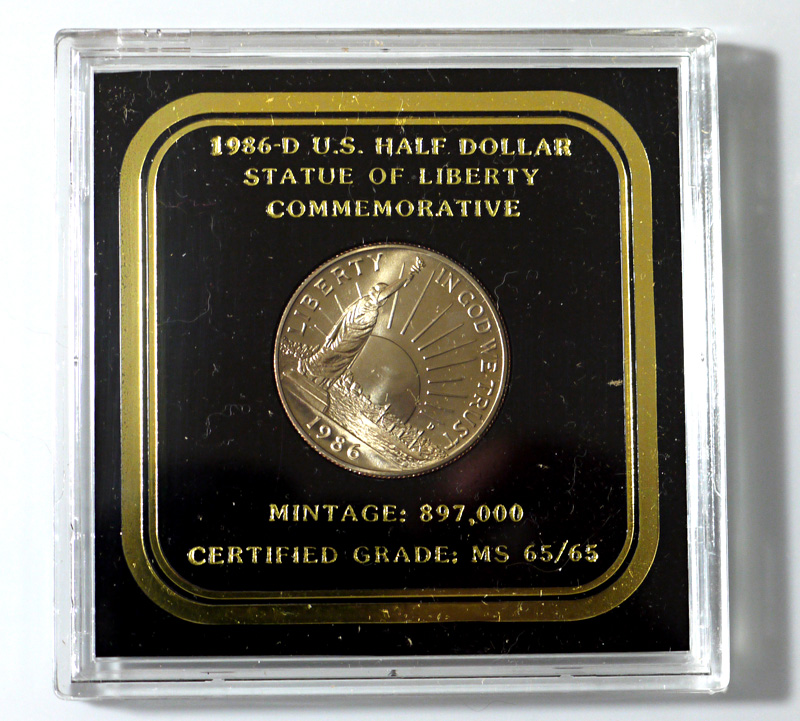 1986-D U.S. HALF DOLLAR
STATUE OF LIBERTY
COMMEMORATIVE
LIBERTY
IN GOD WE TRUST
D
1986
MINTAGE: 897,000
CERTIFIED GRADE: MS 65/65